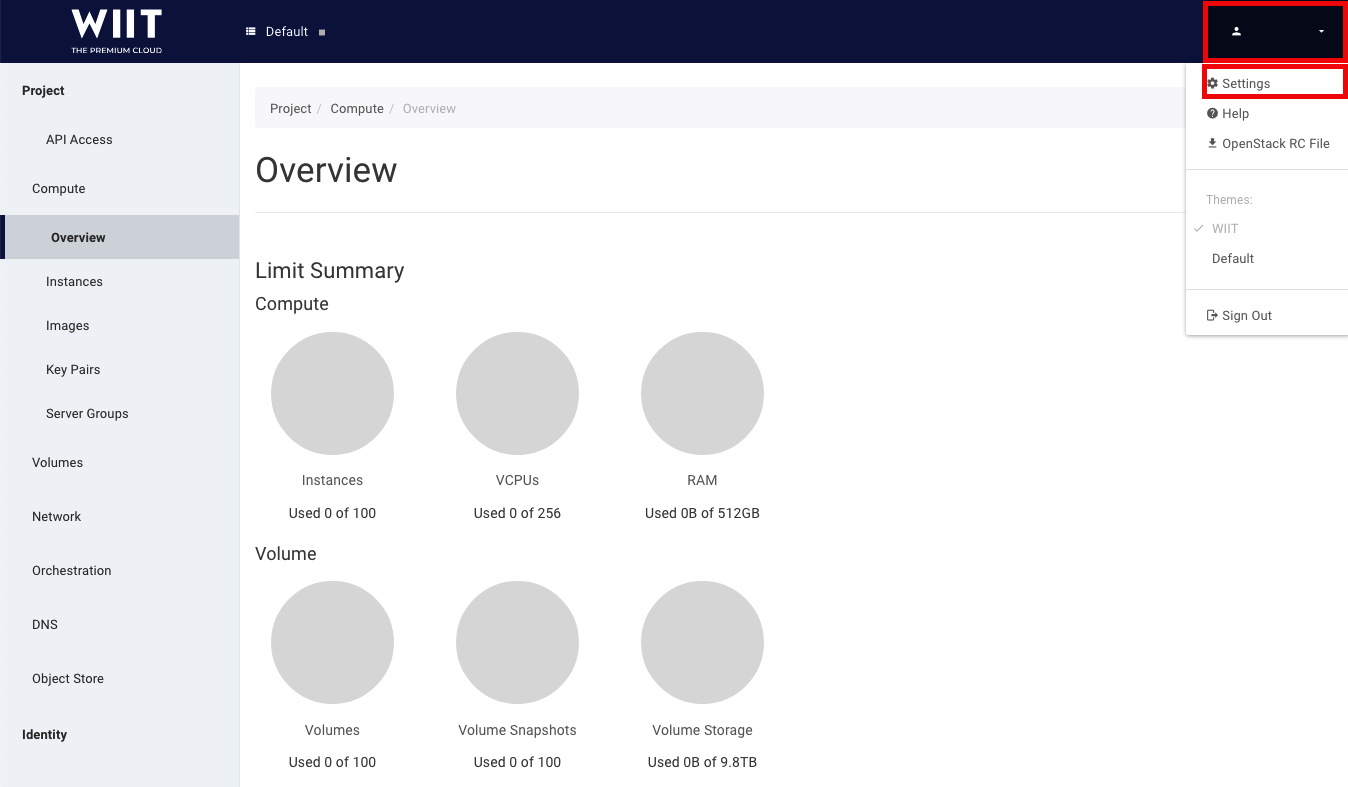 WIIT
THE PREMIUM CLOUD
Default
Project
API Access
Compute
Overview
Instances
Images
Key Pairs
Server Groups
Volumes
Network
Orchestration
DNS
Object Store
Identity
Project / Compute / Overview
Overview
Limit Summary
Compute
Instances VCPUs RAM
Used 0 of 100 Used 0 of 256 Used 0B of 512GB
Volume
Volumes Volume Snapshots Volume Storage
Used 0 of 100 Used 0 of 100 Used 0B of 9.8TB
Settings
Help
OpenStack RC File
Themes:
WIIT
Default
Sign Out